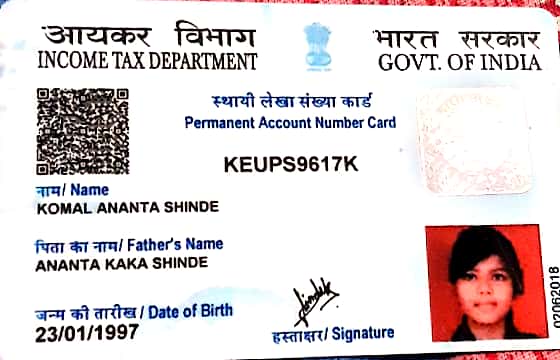 आयकर विभाग
INCOME TAX DEPARTMENT
भारत सरकार
GOVT. OF INDIA
स्थायी लेखा संख्या कार्ड
Permanent Account Number Card
KEUPS9617K
नाम/ Name
KOMAL ANANTA SHINDE
पिता का नाम/ Father's Name
ANANTA KAKA SHINDE
जन्म की तारीख / Date of Birth
23/01/1997
हस्ताक्षर/ Signature
02062018